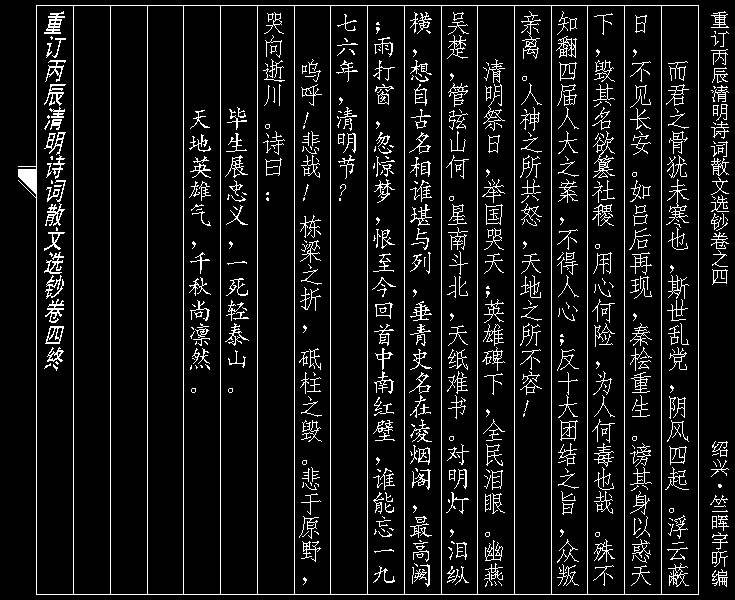 重订丙辰清明诗词散文选钞卷之四
绍兴·竺晖宇昕编
而君之骨犹未寒也，斯世乱党，阴风四起。浮云蔽
日，不见长安。如吕后再现，秦桧重生。谤其身以惑天
下，毁其名欲篡社稷。用心何险，为人何毒也哉。殊不
知翻四届人大之案，不得人心；反十大团结之旨，众叛
亲离。人神之所共怒，天地之所不容！
清明祭日，举国哭天；英雄碑下，全民泪眼。幽燕
吴楚，管弦山何。星南斗北，天纸难书。对明灯，泪纵
横，想自古名相谁堪与列，垂青史名在凌烟阁，最高阙
；雨打窗，忽惊梦，恨至今回首中南红壁，谁能忘一九
七六年，清明节？
呜呼！悲哉！栋梁之折，砥柱之毁。悲于原野，
哭向逝川。诗曰：
毕生展忠义，一死轻泰山。
天地英雄气，千秋尚凛然。
重订丙辰清明诗词散文选钞卷四终